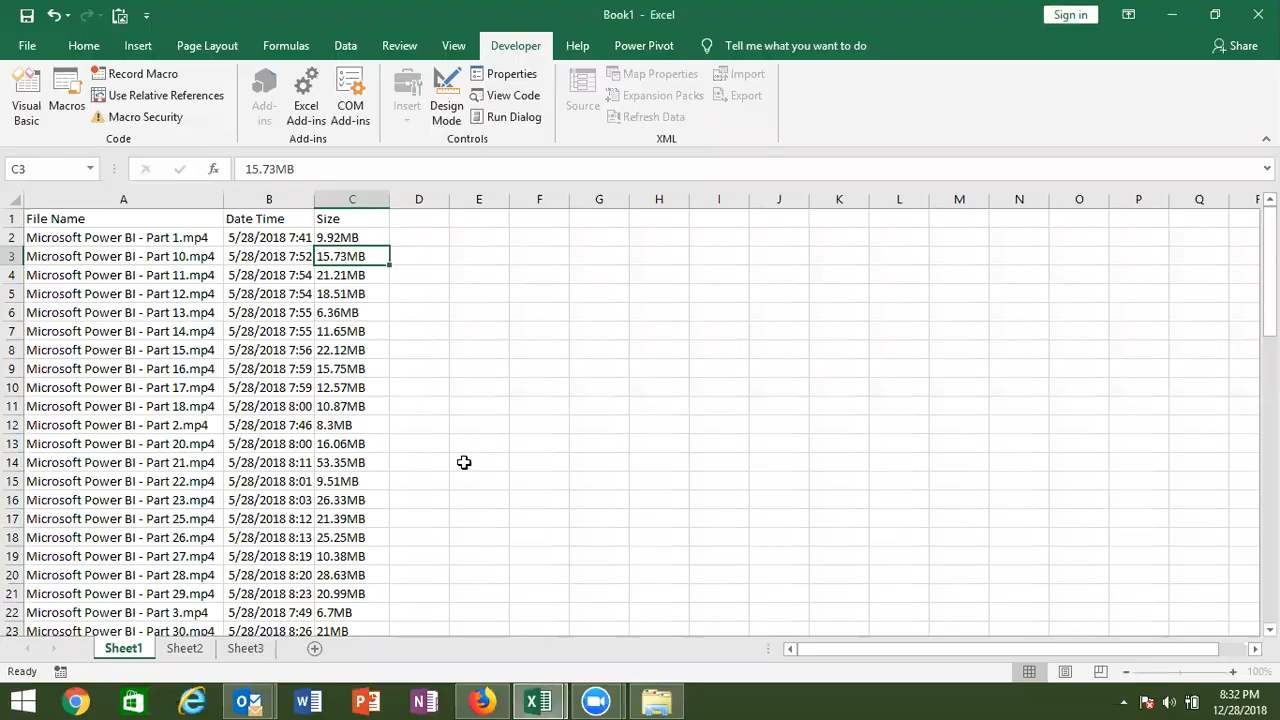 Book1 - Excel
Sign in
File Home Insert Page Layout Formulas Data Review View Developer Help Power Pivot Tell me what you want to do Share
Visual Basic
Macros
Record Macro
Use Relative References
Macro Security
Code
Add-ins
Excel Add-ins
COM Add-ins
Add-ins
Insert
Design Mode
Properties
View Code
Run Dialog
Controls
Source
Map Properties
Expansion Packs
Refresh Data
Import
Export
XML
C3 fx 15.73MB
A B C D E F G H I J K L M N O P Q
1 File Name Date Time Size
2 Microsoft Power BI - Part 1.mp4 5/28/2018 7:41 9.92MB
3 Microsoft Power BI - Part 10.mp4 5/28/2018 7:52 15.73MB
4 Microsoft Power BI - Part 11.mp4 5/28/2018 7:54 21.21MB
5 Microsoft Power BI - Part 12.mp4 5/28/2018 7:54 18.51MB
6 Microsoft Power BI - Part 13.mp4 5/28/2018 7:55 6.36MB
7 Microsoft Power BI - Part 14.mp4 5/28/2018 7:55 11.65MB
8 Microsoft Power BI - Part 15.mp4 5/28/2018 7:56 22.12MB
9 Microsoft Power BI - Part 16.mp4 5/28/2018 7:59 15.75MB
10 Microsoft Power BI - Part 17.mp4 5/28/2018 7:59 12.57MB
11 Microsoft Power BI - Part 18.mp4 5/28/2018 8:00 10.87MB
12 Microsoft Power BI - Part 2.mp4 5/28/2018 7:46 8.3MB
13 Microsoft Power BI - Part 20.mp4 5/28/2018 8:00 16.06MB
14 Microsoft Power BI - Part 21.mp4 5/28/2018 8:11 53.35MB
15 Microsoft Power BI - Part 22.mp4 5/28/2018 8:01 9.51MB
16 Microsoft Power BI - Part 23.mp4 5/28/2018 8:03 26.33MB
17 Microsoft Power BI - Part 25.mp4 5/28/2018 8:12 21.39MB
18 Microsoft Power BI - Part 26.mp4 5/28/2018 8:13 25.25MB
19 Microsoft Power BI - Part 27.mp4 5/28/2018 8:19 10.38MB
20 Microsoft Power BI - Part 28.mp4 5/28/2018 8:20 28.63MB
21 Microsoft Power BI - Part 29.mp4 5/28/2018 8:23 20.99MB
22 Microsoft Power BI - Part 3.mp4 5/28/2018 7:49 6.7MB
23 Microsoft Power BI - Part 30.mp4 5/28/2018 8:26 21MB
Sheet1 Sheet2 Sheet3
Ready 100%
8:32 PM
12/28/2018